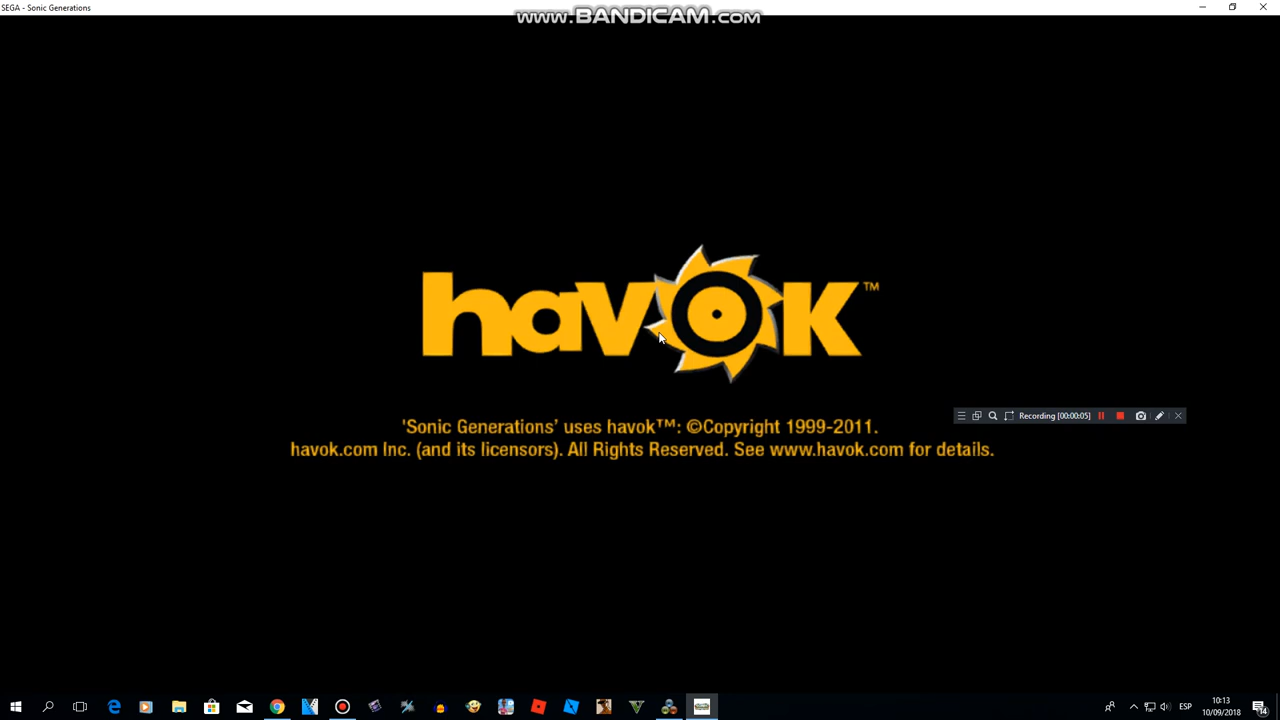 SEGA - Sonic Generations
www.BANDICAM.com
havok™
Recording [00:00:05]
'Sonic Generations' uses havok™: ©Copyright 1999-2011.
havok.com Inc. (and its licensors). All Rights Reserved. See www.havok.com for details.
ESP
10:13
10/09/2018
14